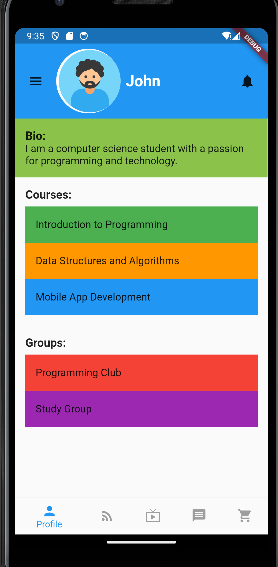 9:35
DEBUG
John
Bio:
I am a computer science student with a passion
for programming and technology.
Courses:
Introduction to Programming
Data Structures and Algorithms
Mobile App Development
Groups:
Programming Club
Study Group
Profile